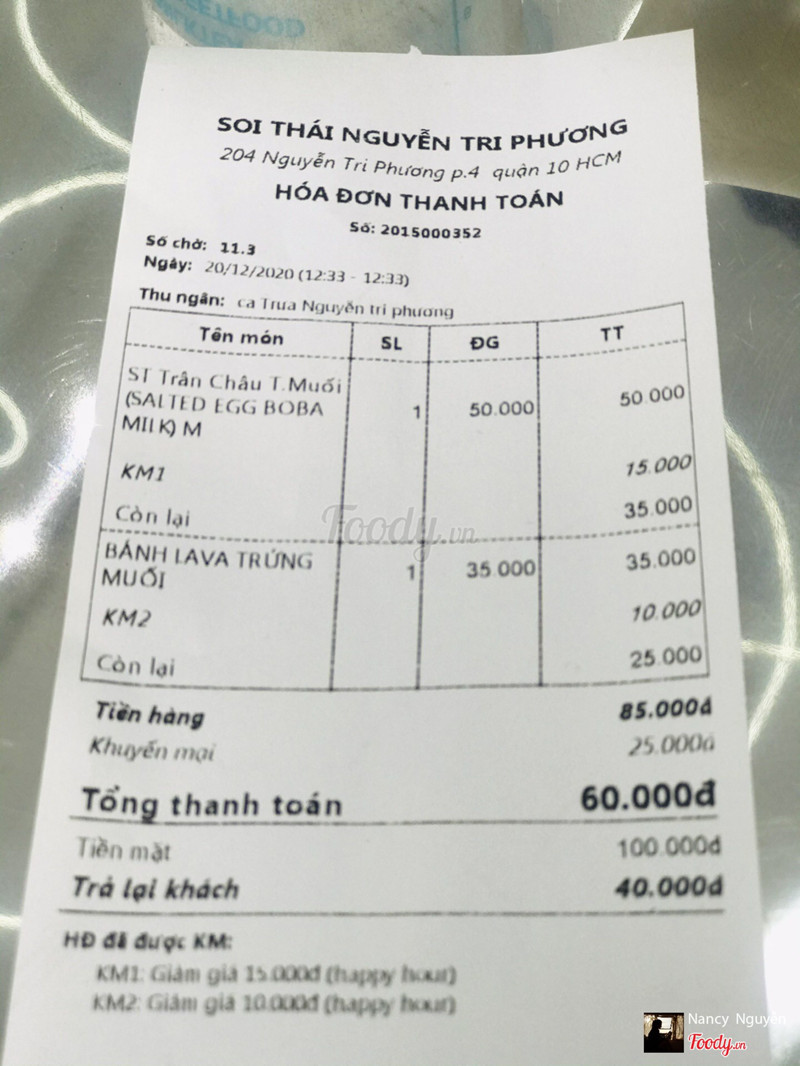 SOI THÁI NGUYỄN TRI PHƯƠNG
204 Nguyễn Tri Phương p.4 quận 10 HCM
HÓA ĐƠN THANH TOÁN
Số: 2015000352
Số chờ: 11.3
Ngày: 20/12/2020 (12:33 - 12:33)
Thu ngân: ca Trưa Nguyễn tri phương
Tên món SL ĐG TT
ST Trân Châu T.Muối
(SALTED EGG BOBA 1 50.000 50.000
MILK) M
KM1 15.000
Còn lại 35.000
BÁNH LAVA TRỨNG 1 35.000 35.000
MUỐI
KM2 10.000
Còn lại 25.000
Tiền hàng 85.000đ
Khuyến mại 25.000đ
Tổng thanh toán 60.000đ
Tiền mặt 100.000đ
Trả lại khách 40.000đ
HĐ đã được KM:
KM1: Giảm giá 15.000đ (happy hour)
KM2: Giảm giá 10.000đ (happy hour)
Foody.vn
Nancy Nguyễn
Foody.vn